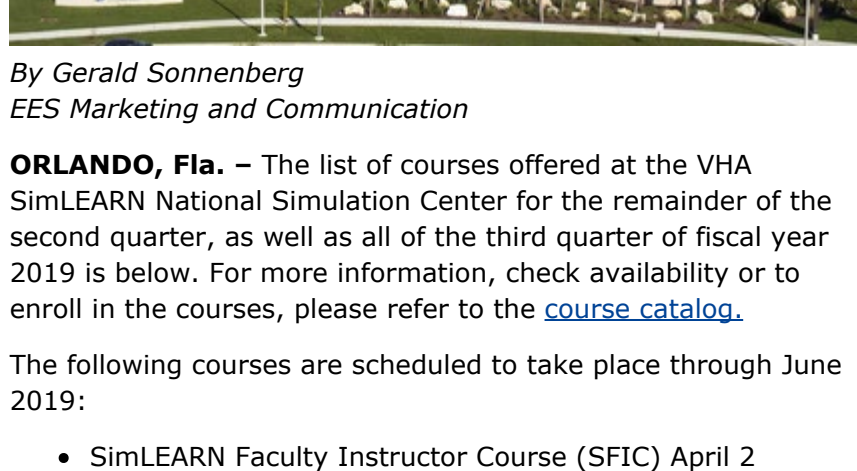 By Gerald Sonnenberg
EES Marketing and Communication
ORLANDO, Fla. – The list of courses offered at the VHA
SimLEARN National Simulation Center for the remainder of the
second quarter, as well as all of the third quarter of fiscal year
2019 is below. For more information, check availability or to
enroll in the courses, please refer to the course catalog.
The following courses are scheduled to take place through June
2019:
• SimLEARN Faculty Instructor Course (SFIC) April 2